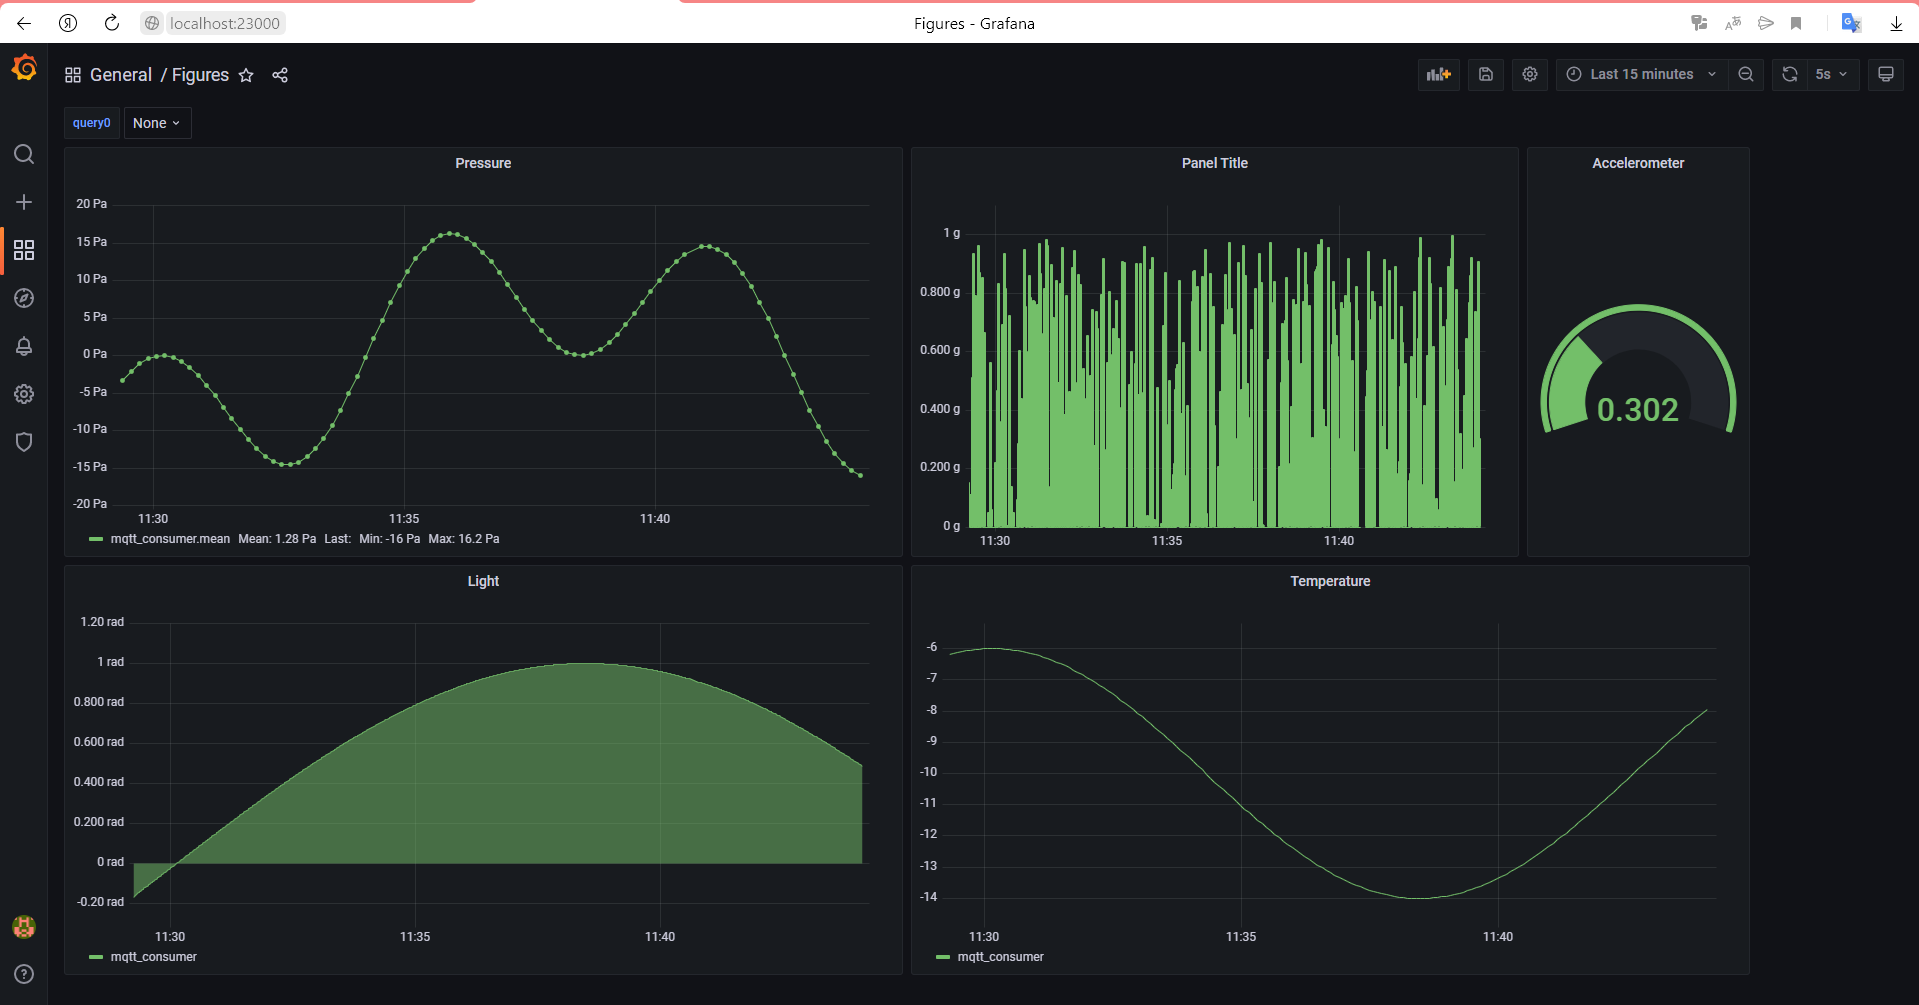 localhost:23000
Figures - Grafana
General / Figures
Last 15 minutes
5s
query0
None
Pressure
20 Pa
15 Pa
10 Pa
5 Pa
0 Pa
-5 Pa
-10 Pa
-15 Pa
-20 Pa
11:30 11:35 11:40
mqtt_consumer.mean Mean: 1.28 Pa Last: Min: -16 Pa Max: 16.2 Pa
Panel Title
1 g
0.800 g
0.600 g
0.400 g
0.200 g
0 g
11:30 11:35 11:40
Accelerometer
0.302
Light
1.20 rad
1 rad
0.800 rad
0.600 rad
0.400 rad
0.200 rad
0 rad
-0.20 rad
11:30 11:35 11:40
mqtt_consumer
Temperature
-6
-7
-8
-9
-10
-11
-12
-13
-14
11:30 11:35 11:40
mqtt_consumer